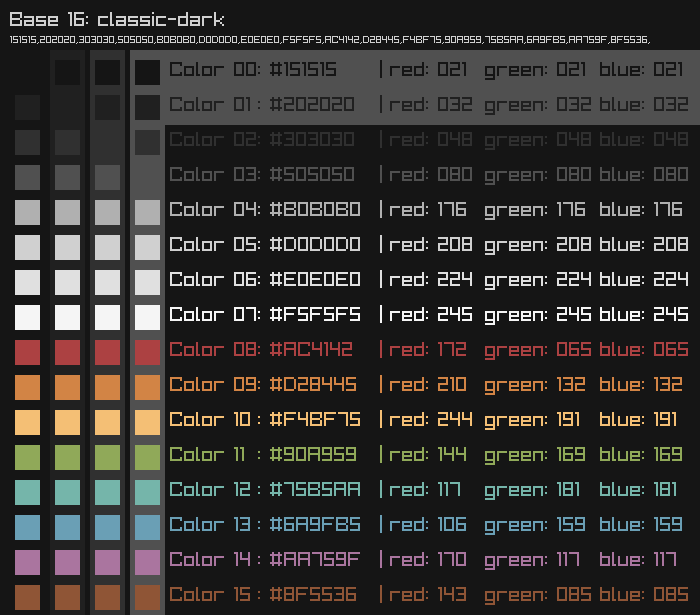 Base 16: classic-dark
151515,202020,303030,505050,B0B0B0,D0D0D0,E0E0E0,F5F5F5,AC4142,D28445,F4BF75,90A959,75B5AA,6A9FB5,AA759F,8F5536,
Color 00: #151515 | red: 021 green: 021 blue: 021
Color 01 : #202020 | red: 032 green: 032 blue: 032
Color 02: #303030 | red: 048 green: 048 blue: 048
Color 03: #505050 | red: 080 green: 080 blue: 080
Color 04: #B0B0B0 | red: 176 green: 176 blue: 176
Color 05: #D0D0D0 | red: 208 green: 208 blue: 208
Color 06: #E0E0E0 | red: 224 green: 224 blue: 224
Color 07: #F5F5F5 | red: 245 green: 245 blue: 245
Color 08: #AC4142 | red: 172 green: 065 blue: 065
Color 09: #D28445 | red: 210 green: 132 blue: 132
Color 10 : #F4BF75 | red: 244 green: 191 blue: 191
Color 11 : #90A959 | red: 144 green: 169 blue: 169
Color 12 : #75B5AA | red: 117 green: 181 blue: 181
Color 13 : #6A9FB5 | red: 106 green: 159 blue: 159
Color 14 : #AA759F | red: 170 green: 117 blue: 117
Color 15 : #8F5536 | red: 143 green: 085 blue: 085